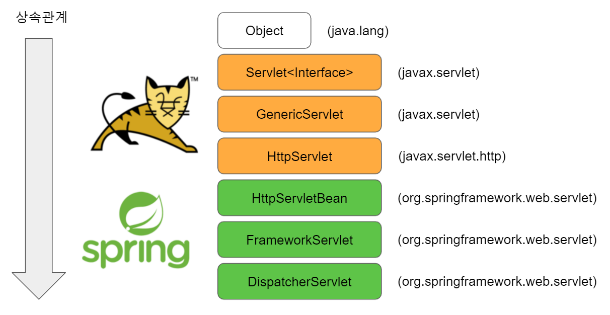 상속관계
Object (java.lang)
Servlet<Interface> (javax.servlet)
GenericServlet (javax.servlet)
HttpServlet (javax.servlet.http)
TM
HttpServletBean (org.springframework.web.servlet)
FrameworkServlet (org.springframework.web.servlet)
DispatcherServlet (org.springframework.web.servlet)
spring